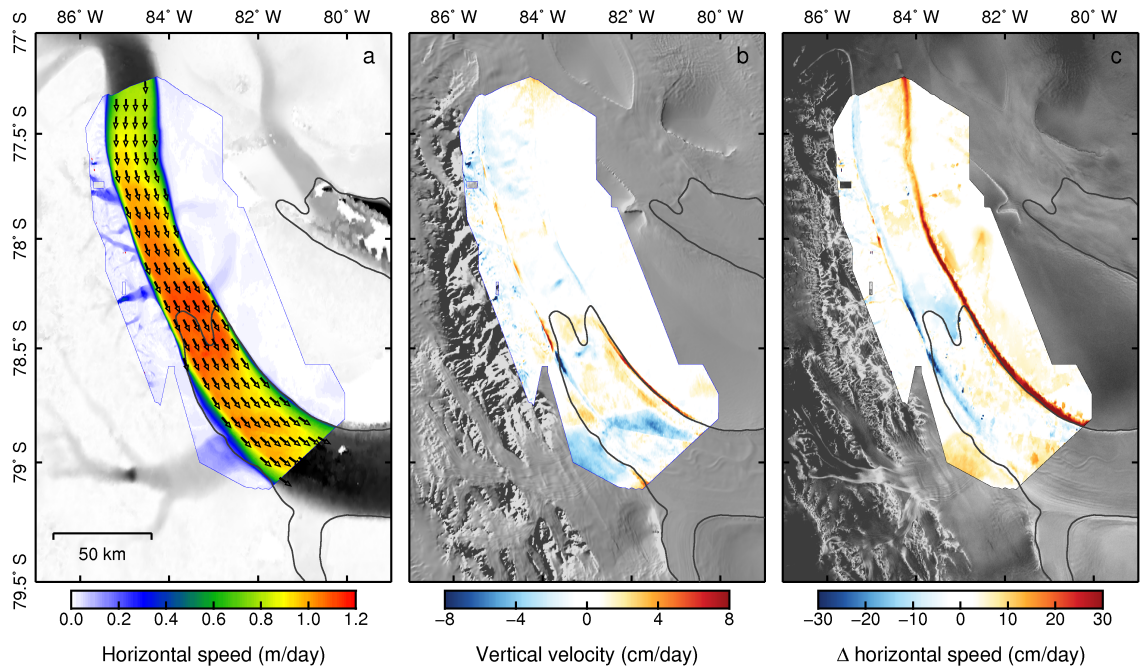 86˚ W 84˚ W 82˚ W 80˚ W 86˚ W 84˚ W 82˚ W 80˚ W 86˚ W 84˚ W 82˚ W 80˚ W
77˚ S
a b c
77.5˚ S
78˚ S
78.5˚ S
79˚ S
79.5˚ S
50 km
0.0 0.2 0.4 0.6 0.8 1.0 1.2
Horizontal speed (m/day)
−8 −4 0 4 8
Vertical velocity (cm/day)
−30 −20 −10 0 10 20 30
Δ horizontal speed (cm/day)